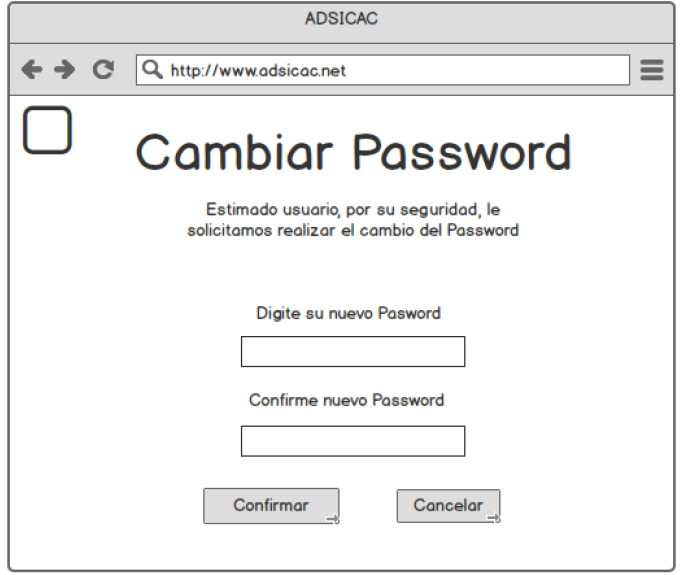 ADSICAC
http://www.adsicac.net
Cambiar Password
Estimado usuario, por su seguridad, le
solicitamos realizar el cambio del Password
Digite su nuevo Pasword
Confirme nuevo Password
Confirmar
Cancelar